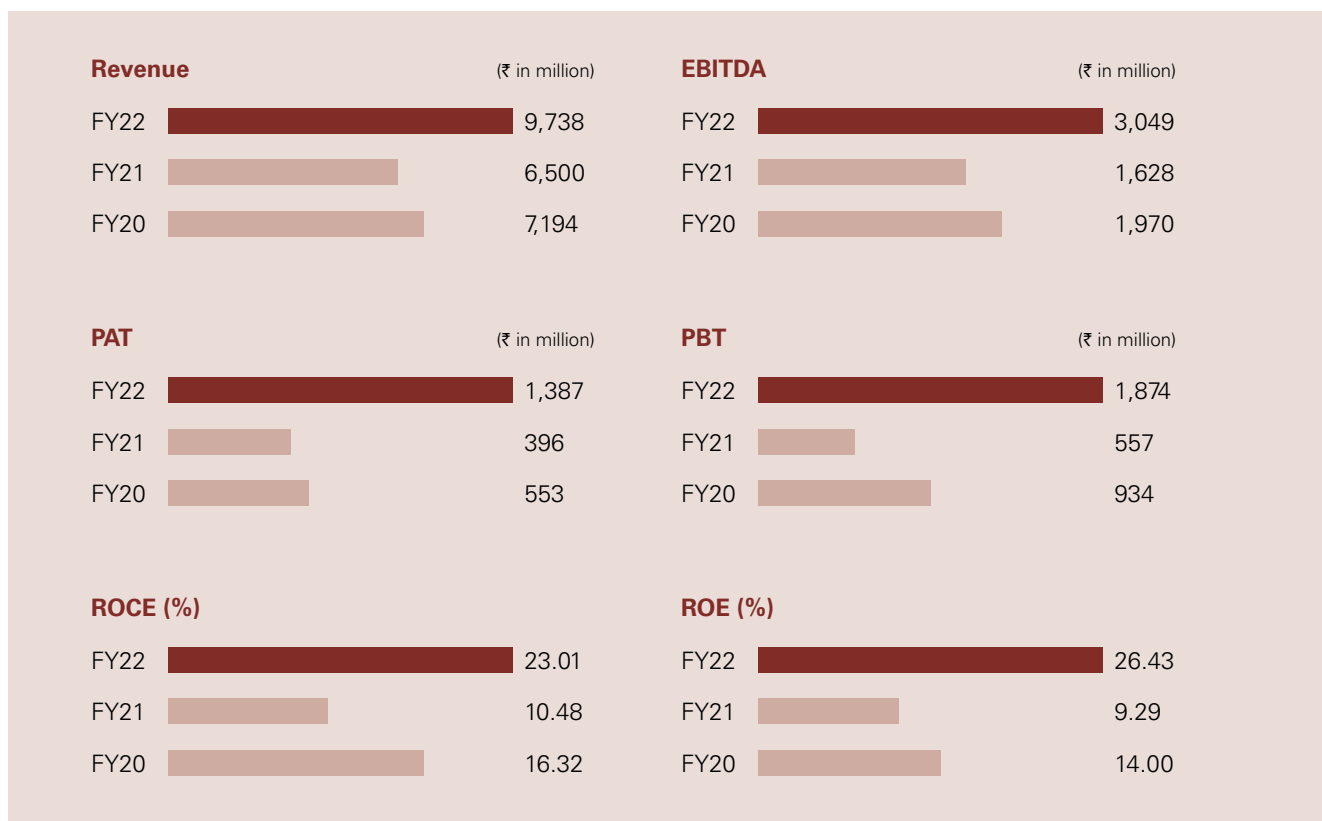 Revenue (₹ in million)
FY22 9,738
FY21 6,500
FY20 7,194
EBITDA (₹ in million)
FY22 3,049
FY21 1,628
FY20 1,970
PAT (₹ in million)
FY22 1,387
FY21 396
FY20 553
PBT (₹ in million)
FY22 1,874
FY21 557
FY20 934
ROCE (%)
FY22 23.01
FY21 10.48
FY20 16.32
ROE (%)
FY22 26.43
FY21 9.29
FY20 14.00